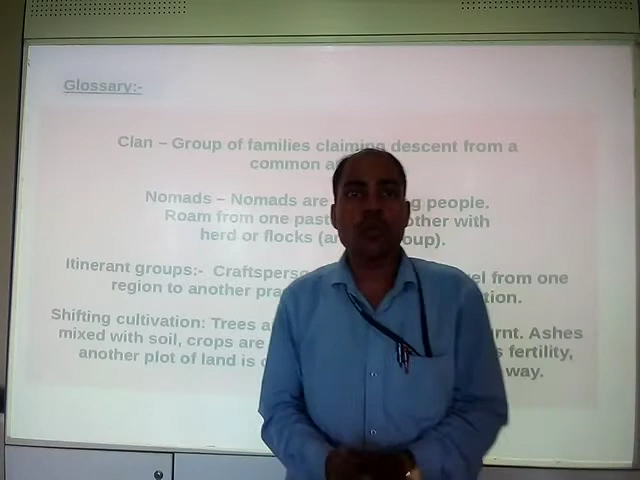 Glossary:-
Clan – Group of families claiming descent from a
common a
Nomads – Nomads are g people.
Roam from one past other with
herd or flocks (a oup).
Itinerant groups:- Craftsperso el from one
region to another pra tion.
Shifting cultivation: Trees a rnt. Ashes
mixed with soil, crops are s fertility,
another plot of land is way.